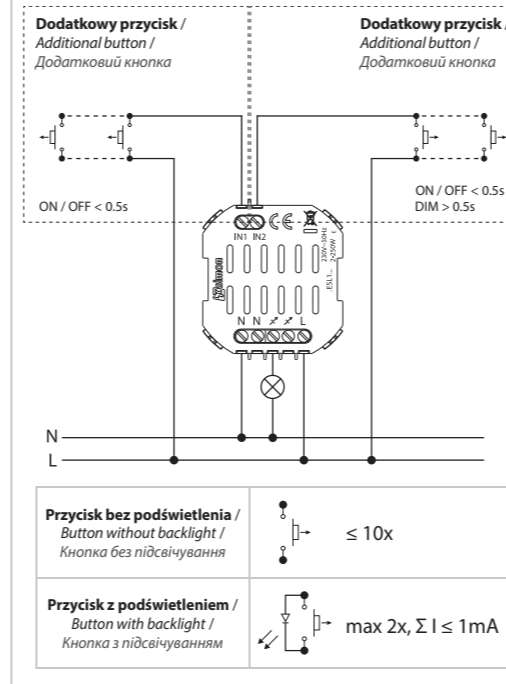 Dodatkowy przycisk /
Additional button /
Додатковий кнопка
Dodatkowy przycisk /
Additional button /
Додатковий кнопка
ON / OFF < 0.5s
ON / OFF < 0.5s
DIM > 0.5s
IN1 IN2
230V~50Hz
ESL1...
N N L
N
L
Przycisk bez podświetlenia /
Button without backlight /
Кнопка без підсвічування
≤ 10x
Przycisk z podświetleniem /
Button with backlight /
Кнопка з підсвічуванням
max 2x, Σ I ≤ 1mA